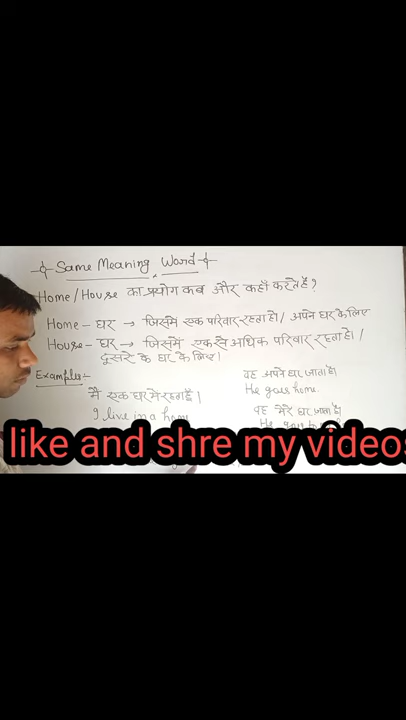 Same Meaning Word
Home/House का प्रयोग कब और कहाँ करते है?
Home - घर → जिसमें एक परिवार रहता हो / अपने घर के लिए
House - घर → जिसमें एक से अधिक परिवार रहता हो। /
दूसरे के घर के लिए।
Examples:-
मैं एक घर में रहता हूँ।
I live in a home
वह अपने घर जाता है।
He goes home.
वह मेरे घर जाता है।
He goes
like and shre my videos